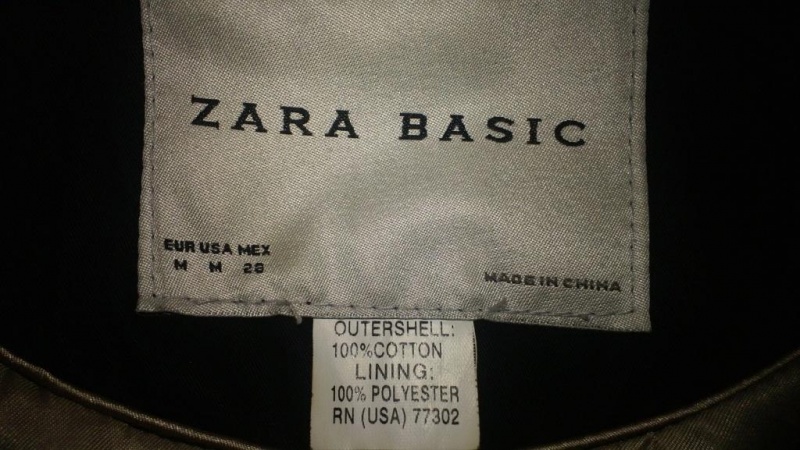 ZARA BASIC
EUR USA MEX
M M 28
MADE IN CHINA
OUTERSHELL:
100%COTTON
LINING:
100% POLYESTER
RN (USA) 77302